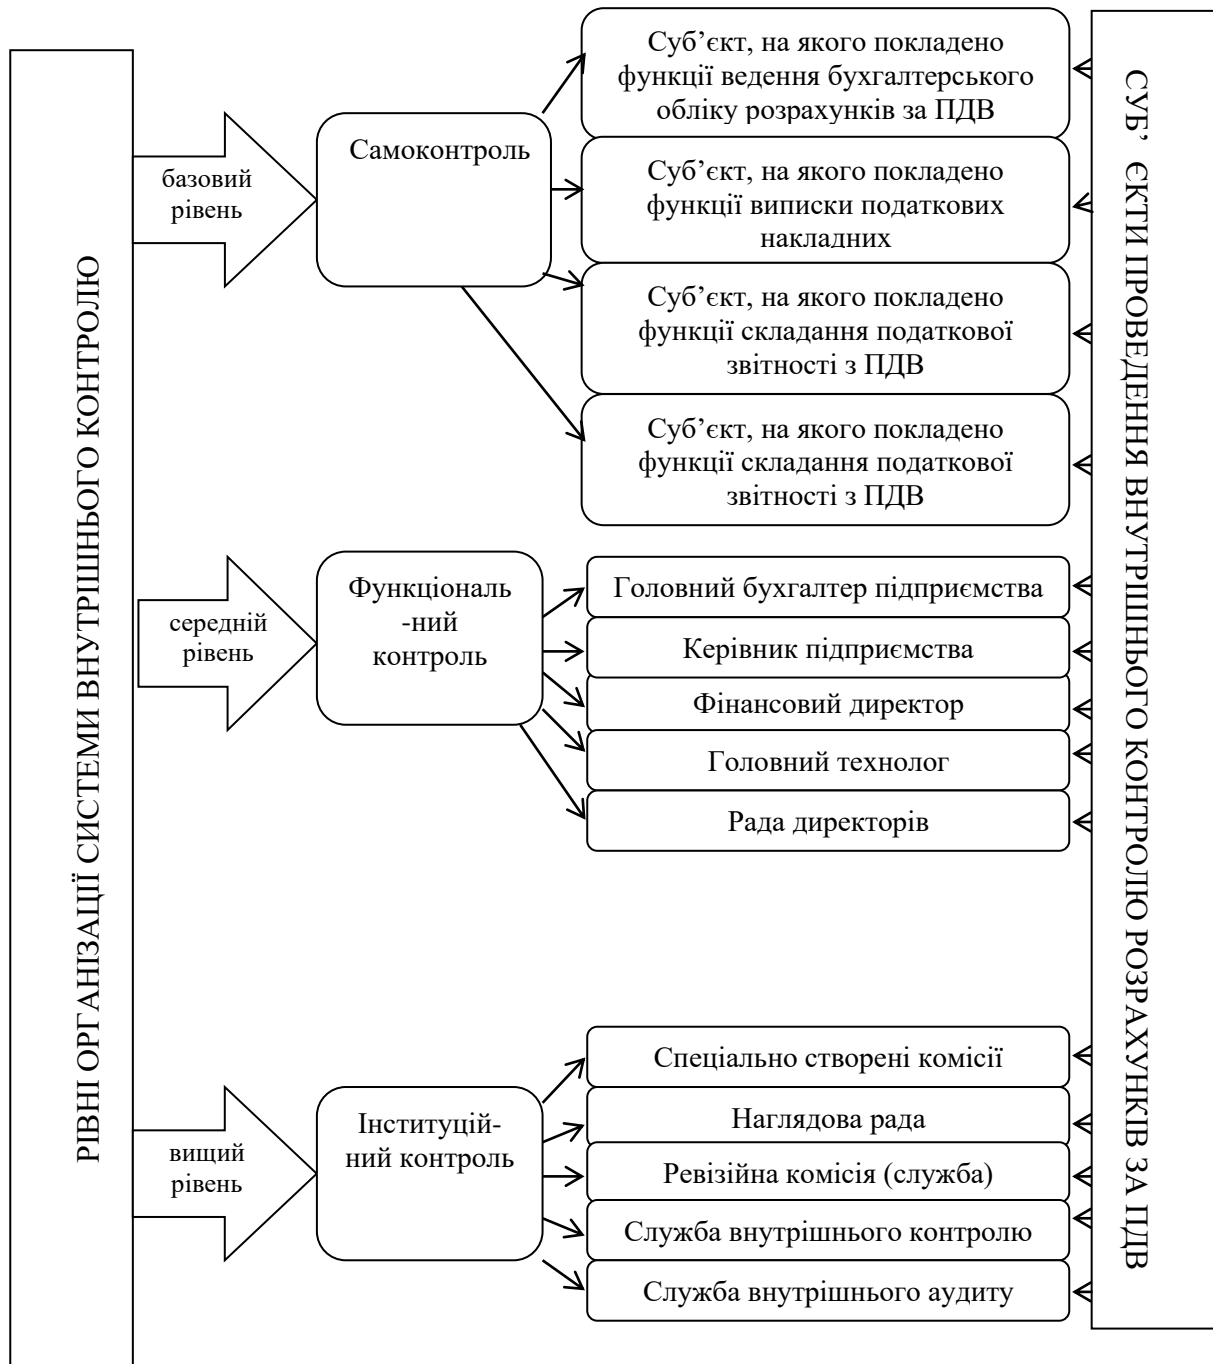 РІВНІ ОРГАНІЗАЦІЇ СИСТЕМИ ВНУТРІШНЬОГО КОНТРОЛЮ
базовий
рівень
Самоконтроль
Суб’єкт, на якого покладено
функції ведення бухгалтерського
обліку розрахунків за ПДВ
Суб’єкт, на якого покладено
функції виписки податкових
накладних
Суб’єкт, на якого покладено
функції складання податкової
звітності з ПДВ
Суб’єкт, на якого покладено
функції складання податкової
звітності з ПДВ
середній
рівень
Функціональ
-ний
контроль
Головний бухгалтер підприємства
Керівник підприємства
Фінансовий директор
Головний технолог
Рада директорів
вищий
рівень
Інституцій-
ний контроль
Спеціально створені комісії
Наглядова рада
Ревізійна комісія (служба)
Служба внутрішнього контролю
Служба внутрішнього аудиту
СУБ’ ЄКТИ ПРОВЕДЕННЯ ВНУТРІШНЬОГО КОНТРОЛЮ РОЗРАХУНКІВ ЗА ПДВ